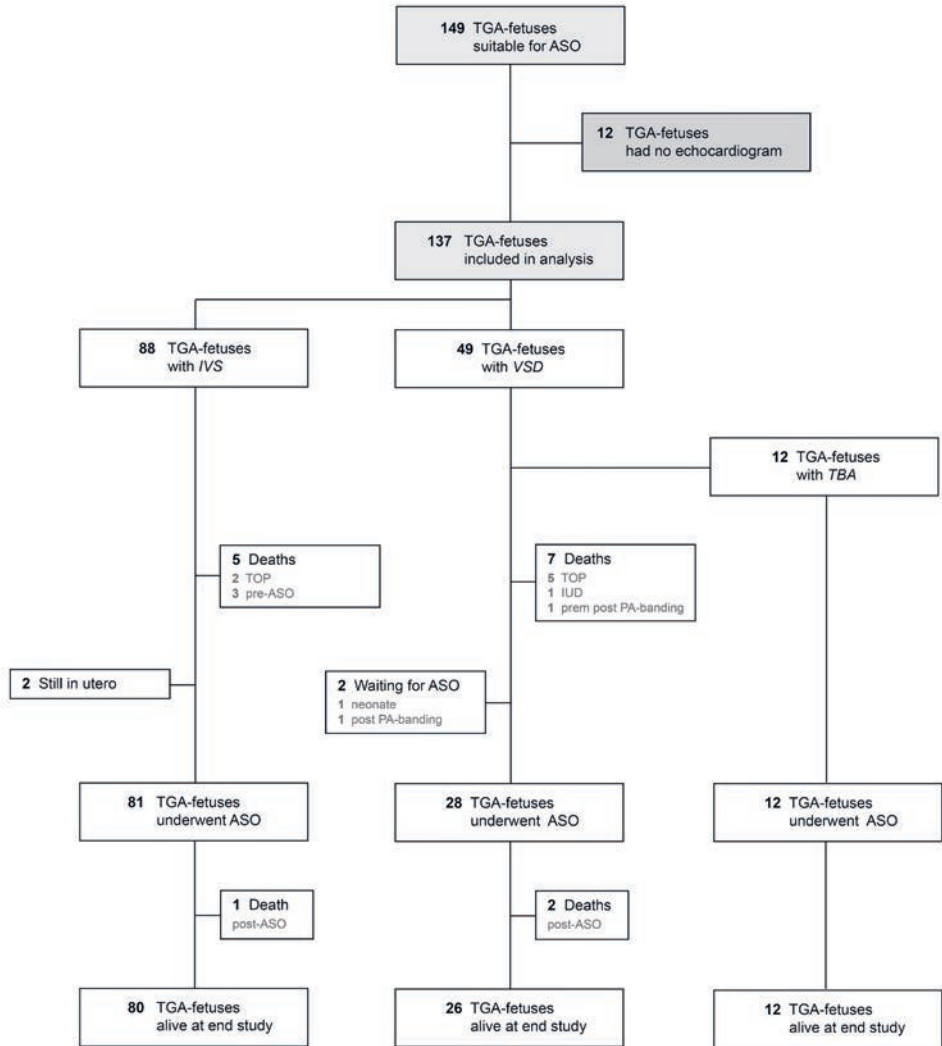 149 TGA-fetuses
suitable for ASO
12 TGA-fetuses
had no echocardiogram
137 TGA-fetuses
included in analysis
88 TGA-fetuses
with IVS
49 TGA-fetuses
with VSD
12 TGA-fetuses
with TBA
5 Deaths
2 TOP
3 pre-ASO
7 Deaths
5 TOP
1 IUD
1 prem post PA-banding
2 Still in utero
2 Waiting for ASO
1 neonate
1 post PA-banding
81 TGA-fetuses
underwent ASO
28 TGA-fetuses
underwent ASO
12 TGA-fetuses
underwent ASO
1 Death
post-ASO
2 Deaths
post-ASO
80 TGA-fetuses
alive at end study
26 TGA-fetuses
alive at end study
12 TGA-fetuses
alive at end study